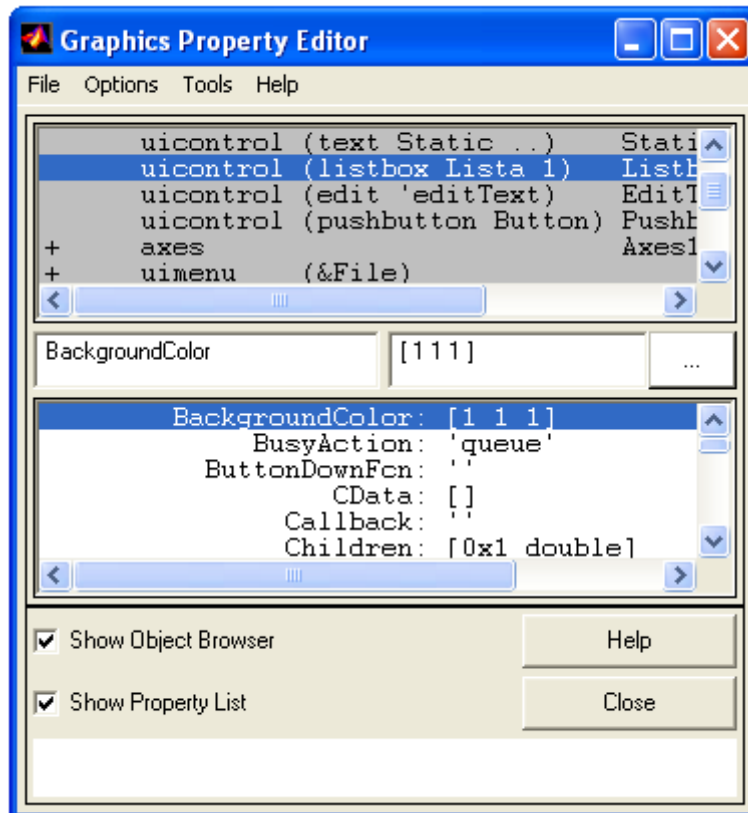 Graphics Property Editor
File Options Tools Help
uicontrol (text Static ..) Stati
uicontrol (listbox Lista 1) Listb
uicontrol (edit 'editText) EditT
uicontrol (pushbutton Button) Pushb
+ axes Axes1
+ uimenu (&File)
BackgroundColor [1 1 1] ...
BackgroundColor: [1 1 1]
BusyAction: 'queue'
ButtonDownFcn: ''
CData: []
Callback: ''
Children: [0x1 double]
Show Object Browser Help
Show Property List Close